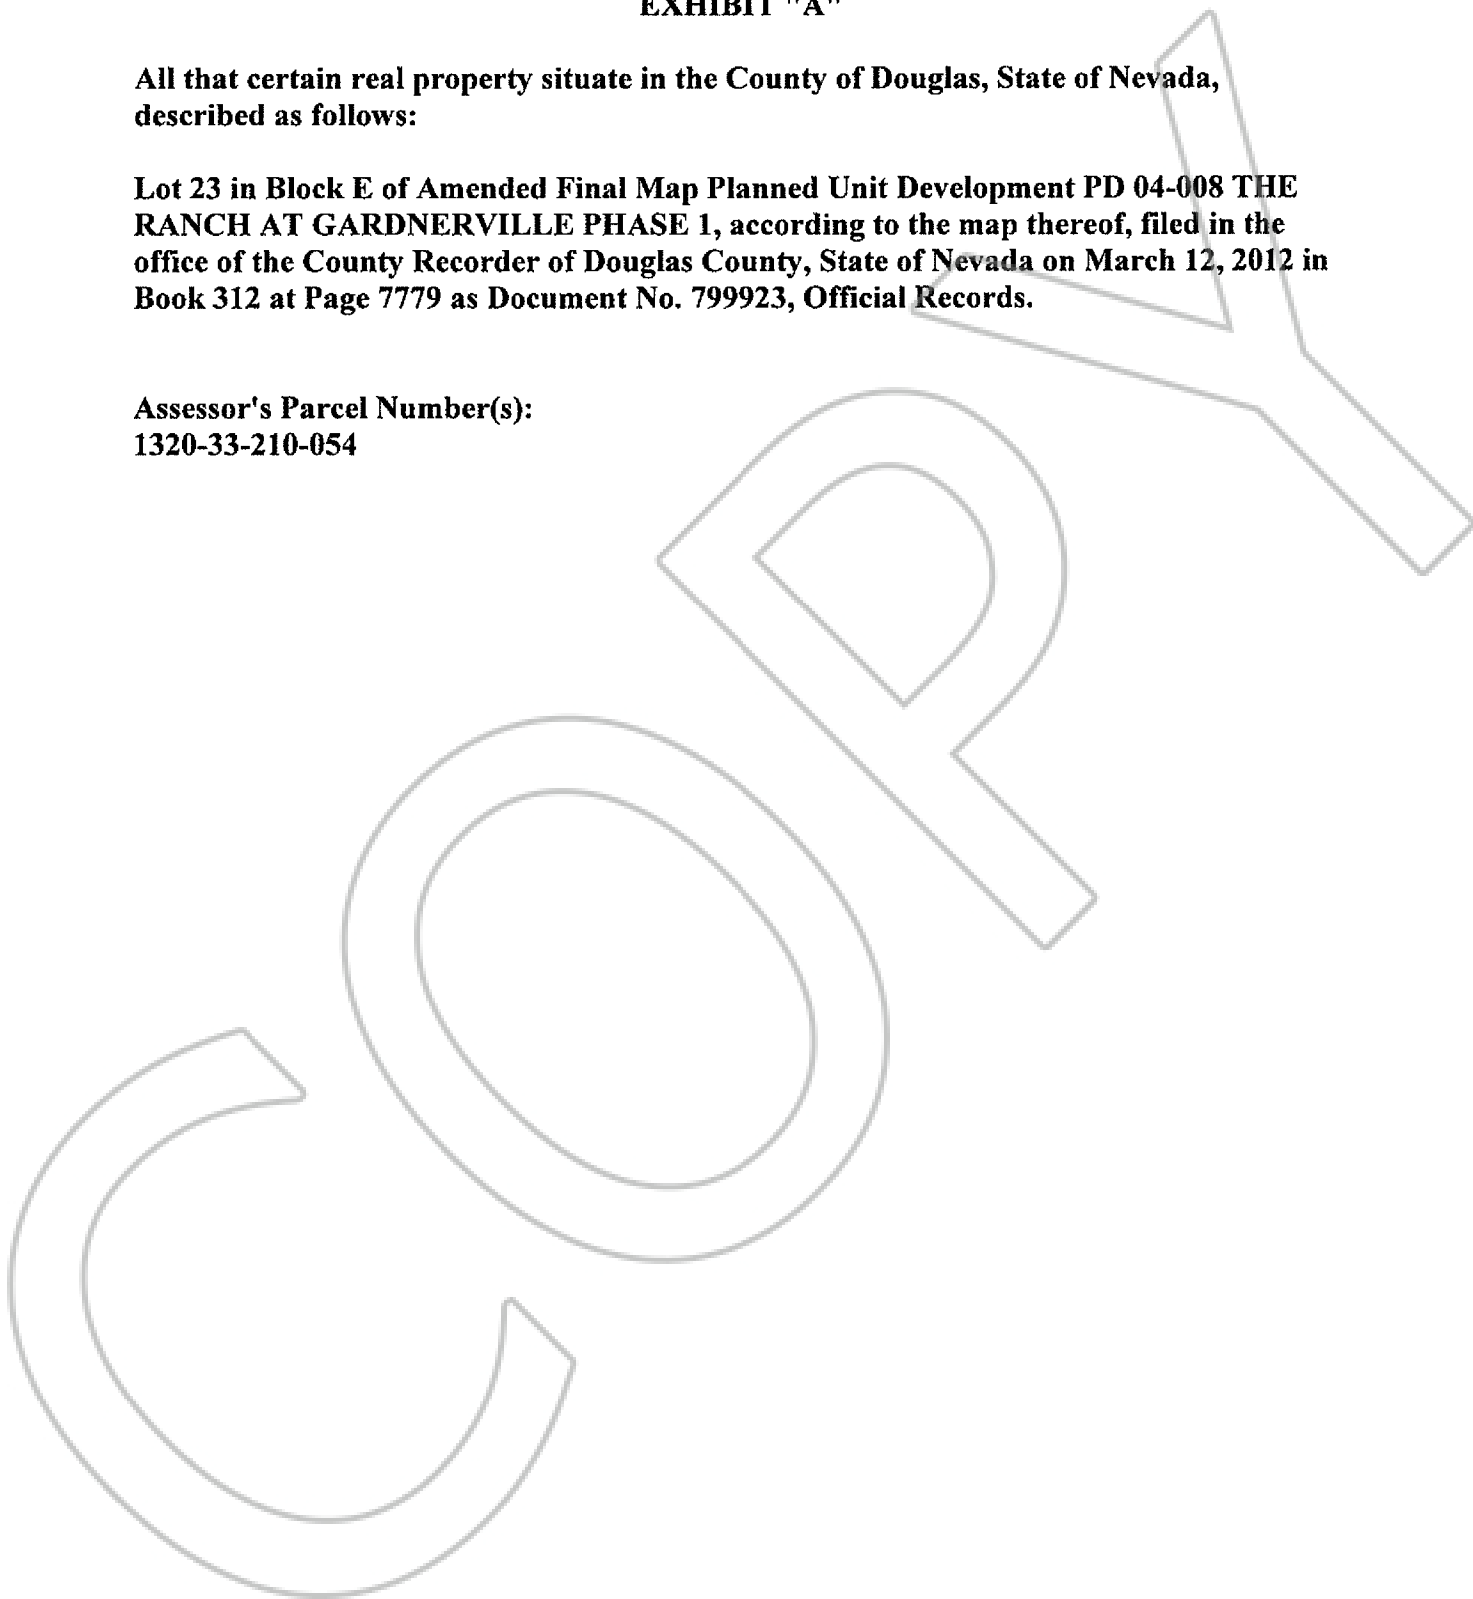 EXHIBIT "A"
All that certain real property situate in the County of Douglas, State of Nevada,
described as follows:
Lot 23 in Block E of Amended Final Map Planned Unit Development PD 04-008 THE
RANCH AT GARDNERVILLE PHASE 1, according to the map thereof, filed in the
office of the County Recorder of Douglas County, State of Nevada on March 12, 2012 in
Book 312 at Page 7779 as Document No. 799923, Official Records.
Assessor's Parcel Number(s):
1320-33-210-054
COPY